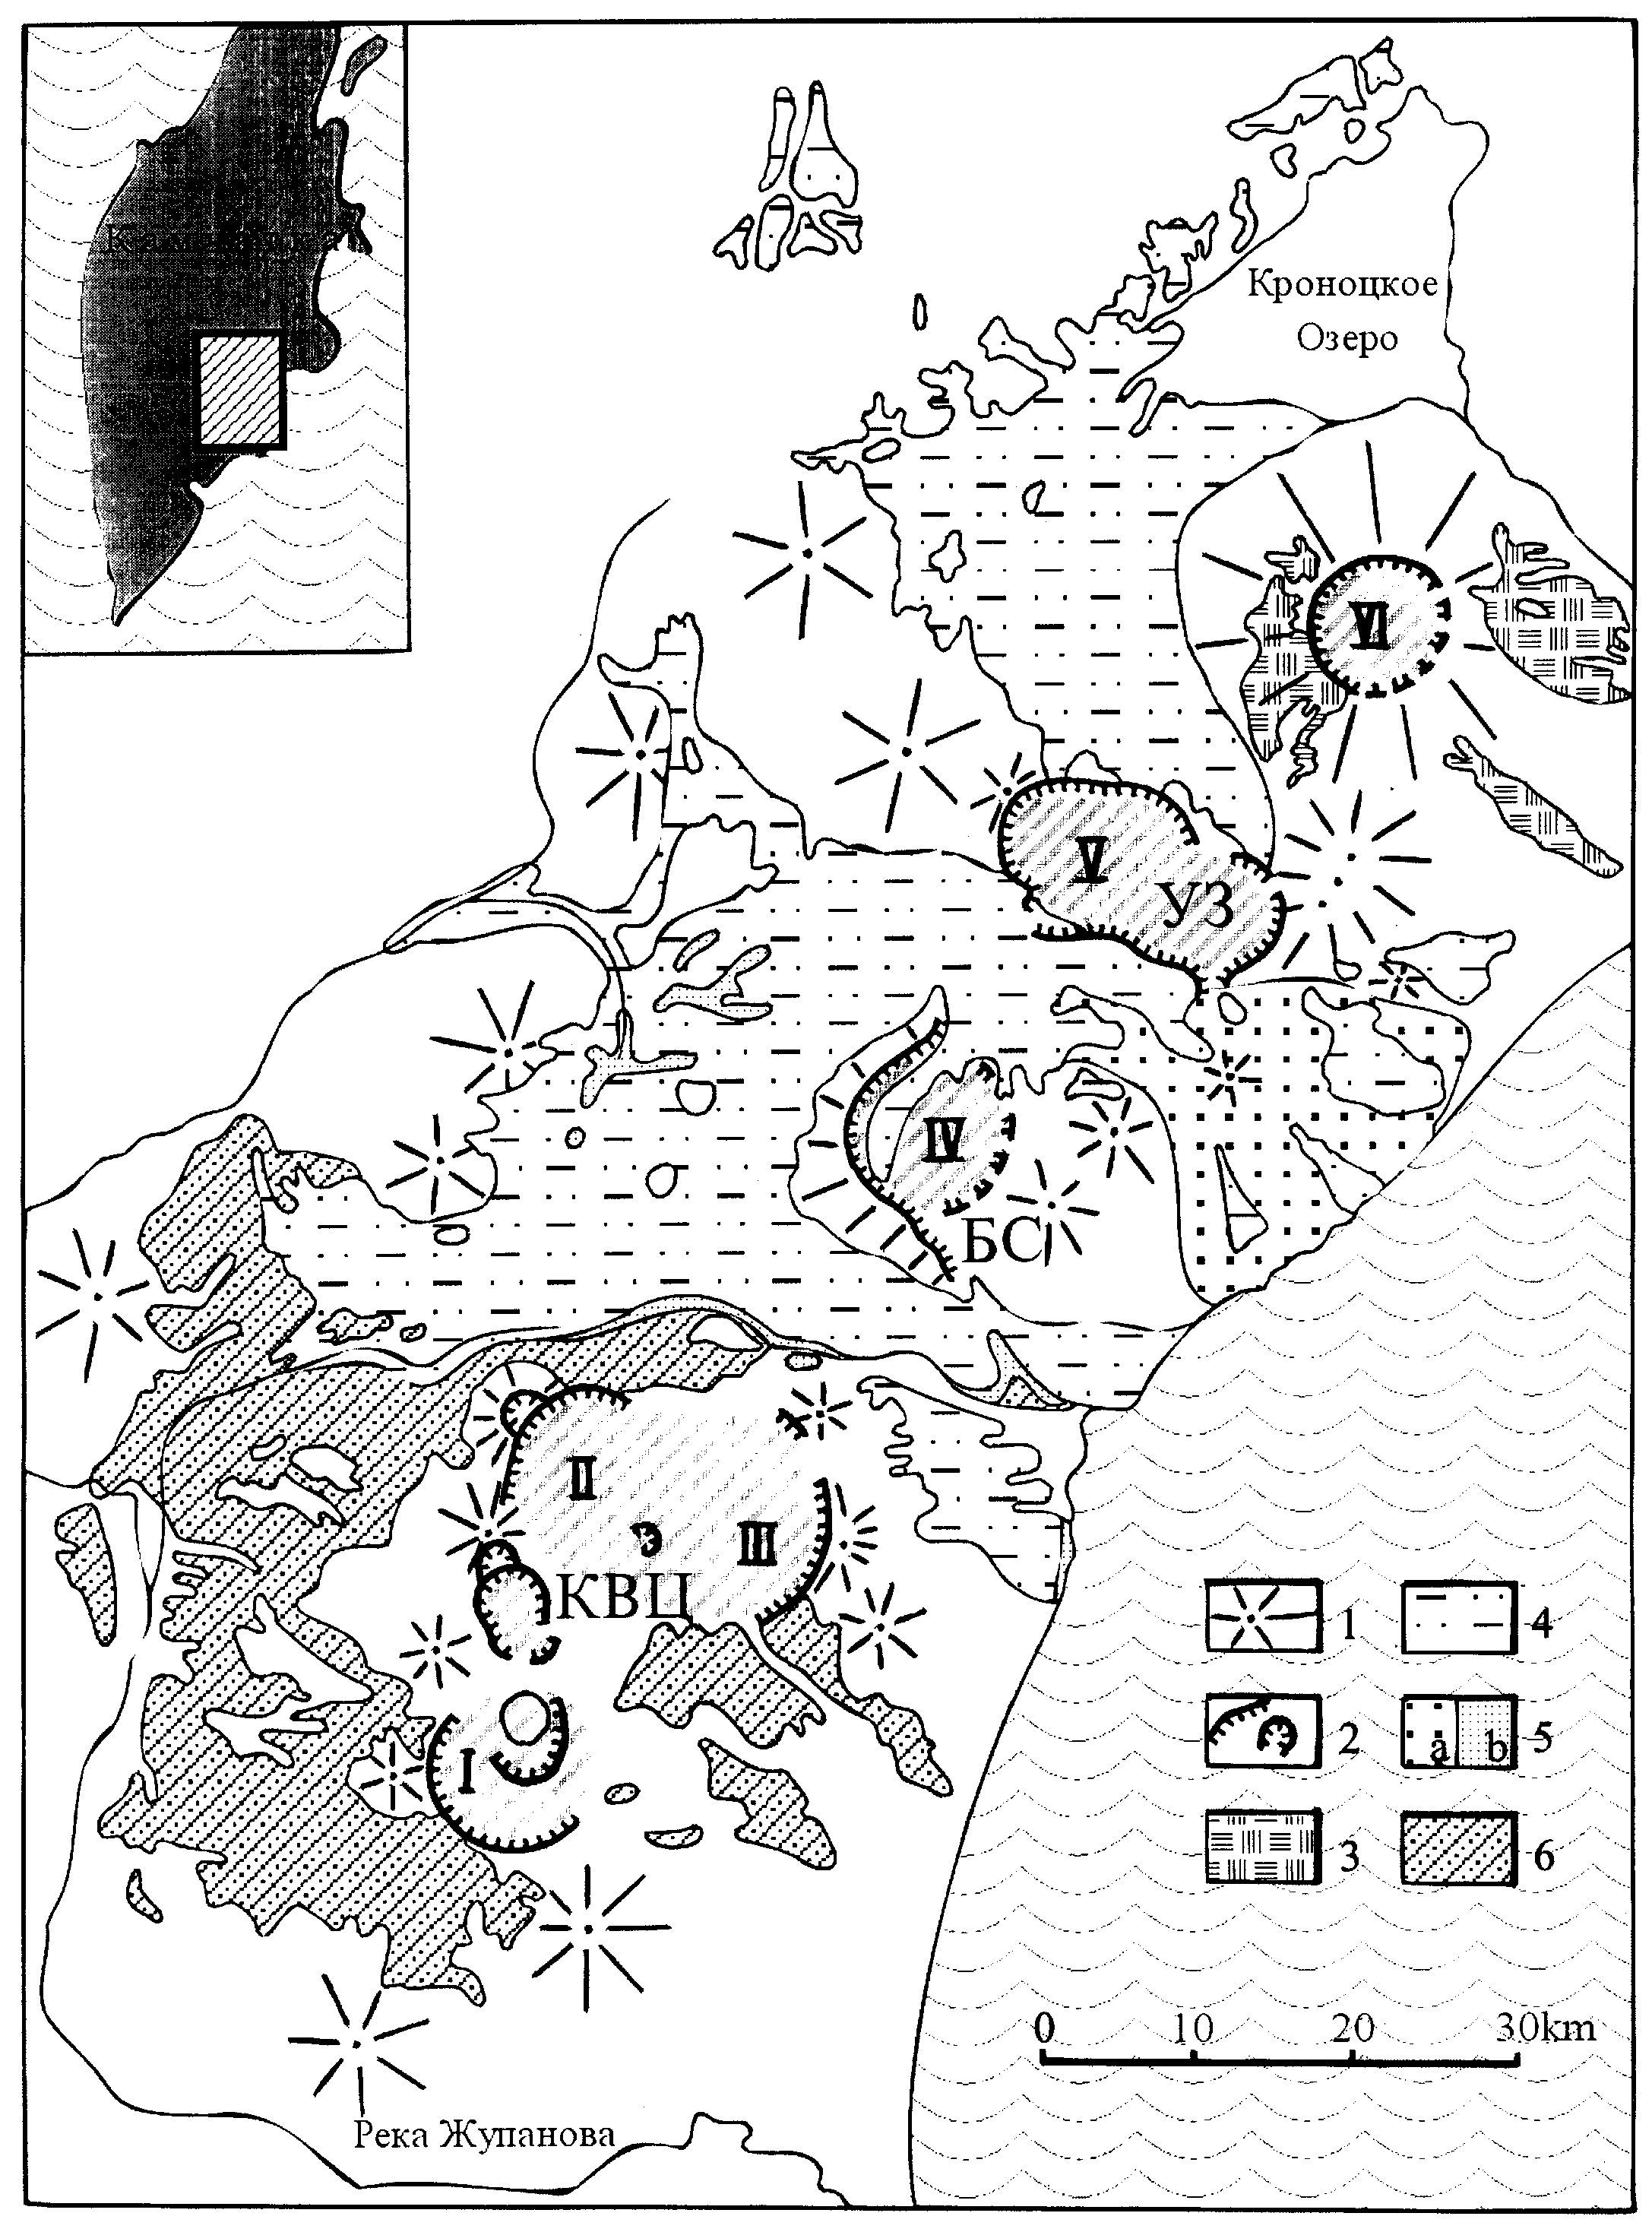 Камчатка
Кроноцкое
Озеро
VI
V
УЗ
IV
БС
II
III
КВЦ
I
1
4
2
a
b
5
3
6
0
10
20
30km
Река Жупанова